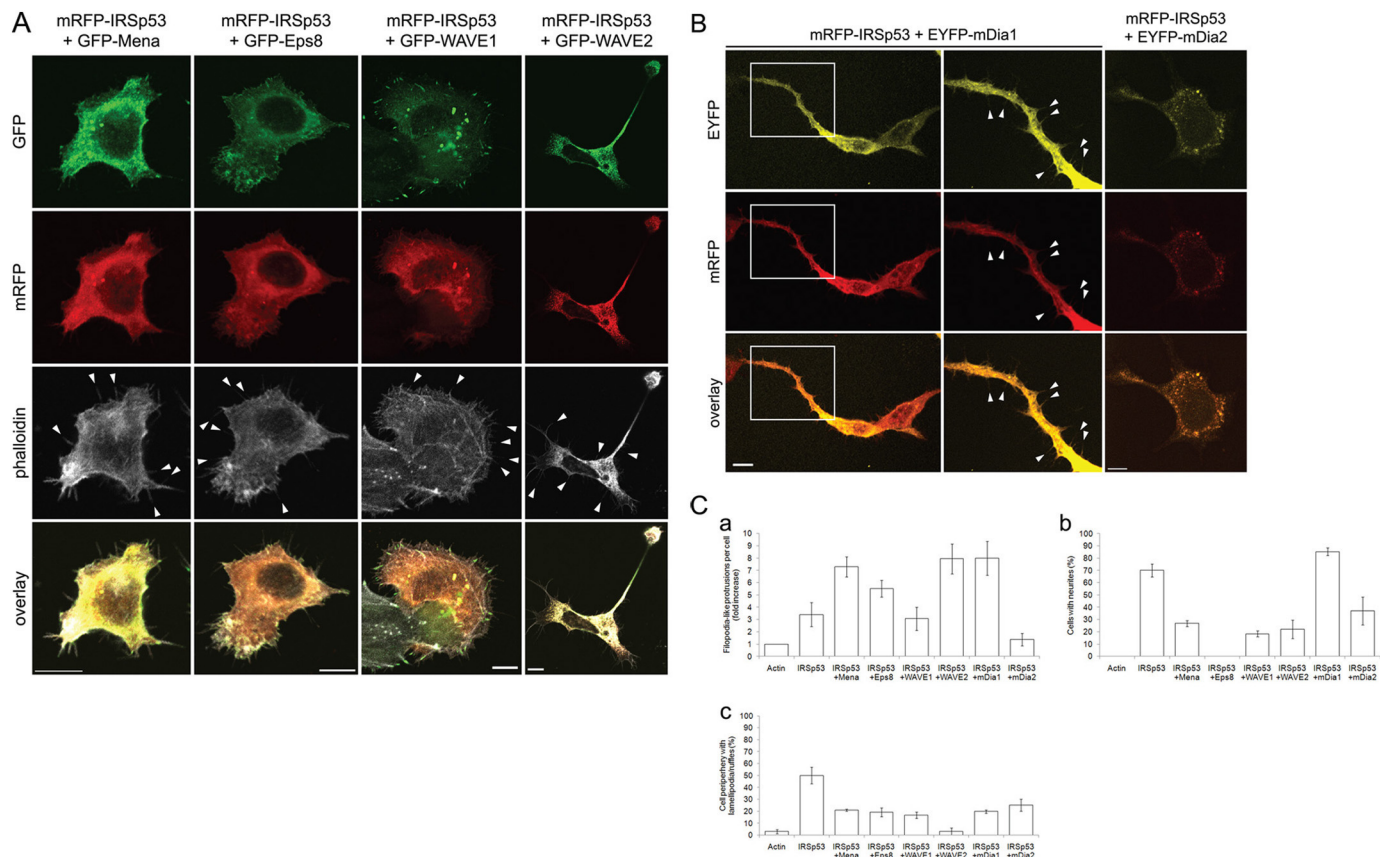 A
mRFP-IRSp53
+ GFP-Mena
mRFP-IRSp53
+ GFP-Eps8
mRFP-IRSp53
+ GFP-WAVE1
mRFP-IRSp53
+ GFP-WAVE2
GFP
mRFP
phalloidin
overlay
B
mRFP-IRSp53 + EYFP-mDia1
mRFP-IRSp53
+ EYFP-mDia2
EYFP
mRFP
overlay
C
a
Filopodia-like protrusions per cell
(fold increase)
10
9
8
7
6
5
4
3
2
1
0
Actin
IRSp53
IRSp53
+Mena
IRSp53
+Eps8
IRSp53
+WAVE1
IRSp53
+WAVE2
IRSp53
+mDia1
IRSp53
+mDia2
b
Cells with neurites (%)
100
90
80
70
60
50
40
30
20
10
0
Actin
IRSp53
IRSp53
+Mena
IRSp53
+Eps8
IRSp53
+WAVE1
IRSp53
+WAVE2
IRSp53
+mDia1
IRSp53
+mDia2
c
Cell periperhery with
lamellipodia/ruffles (%)
100
90
80
70
60
50
40
30
20
10
0
Actin
IRSp53
IRSp53
+Mena
IRSp53
+Eps8
IRSp53
+WAVE1
IRSp53
+WAVE2
IRSp53
+mDia1
IRSp53
+mDia2